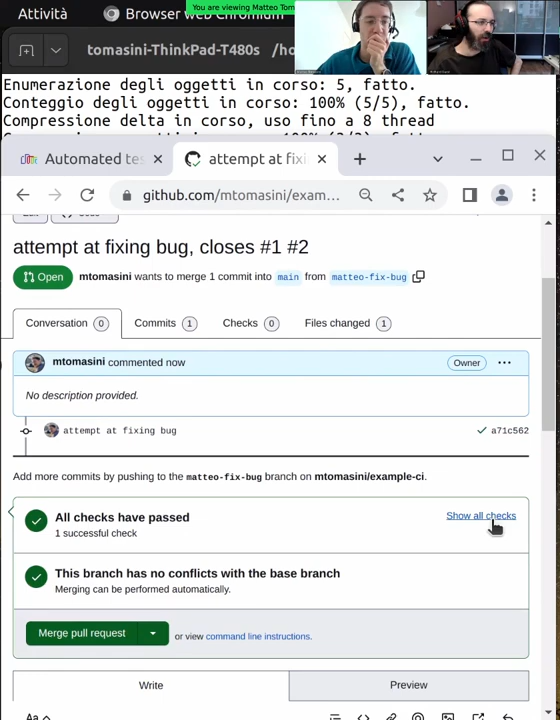 You are viewing Matteo Tom
Attività
Browser web Chromium
tomasini-ThinkPad-T480s /ho
Enumerazione degli oggetti in corso: 5, fatto.
Conteggio degli oggetti in corso: 100% (5/5), fatto.
Compressione delta in corso, uso fino a 8 thread
Automated tes
attempt at fixi
github.com/mtomasini/exam...
attempt at fixing bug, closes #1 #2
Open mtomasini wants to merge 1 commit into main from matteo-fix-bug
Conversation 0 Commits 1 Checks 0 Files changed 1
mtomasini commented now Owner ...
No description provided.
attempt at fixing bug a71c562
Add more commits by pushing to the matteo-fix-bug branch on mtomasini/example-ci.
All checks have passed Show all checks
1 successful check
This branch has no conflicts with the base branch
Merging can be performed automatically.
Merge pull request or view command line instructions.
Write Preview